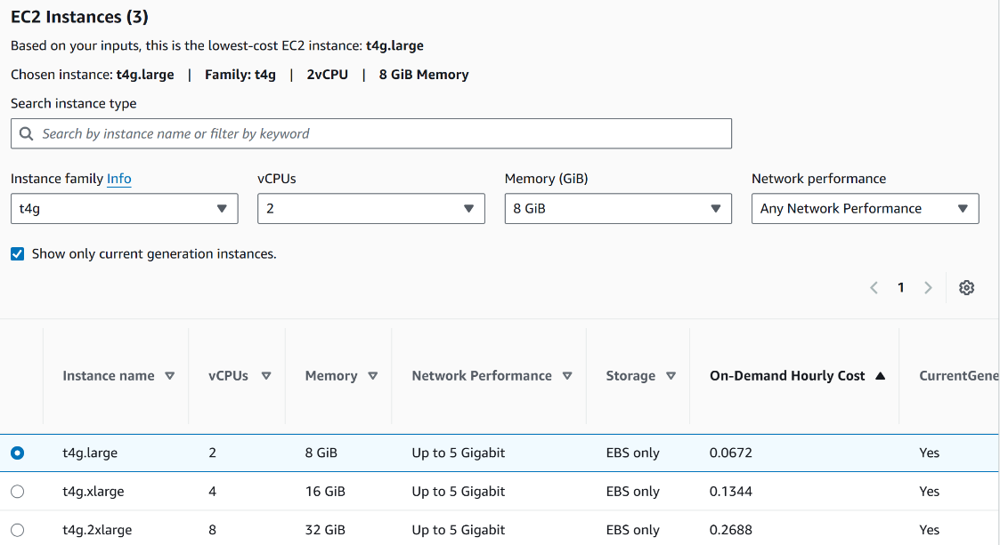 EC2 Instances (3)
Based on your inputs, this is the lowest-cost EC2 instance: t4g.large
Chosen instance: t4g.large | Family: t4g | 2vCPU | 8 GiB Memory
Search instance type
Search by instance name or filter by keyword
Instance family Info vCPUs Memory (GiB) Network performance
t4g 2 8 GiB Any Network Performance
Show only current generation instances.
1
Instance name vCPUs Memory Network Performance Storage On-Demand Hourly Cost CurrentGene
t4g.large 2 8 GiB Up to 5 Gigabit EBS only 0.0672 Yes
t4g.xlarge 4 16 GiB Up to 5 Gigabit EBS only 0.1344 Yes
t4g.2xlarge 8 32 GiB Up to 5 Gigabit EBS only 0.2688 Yes